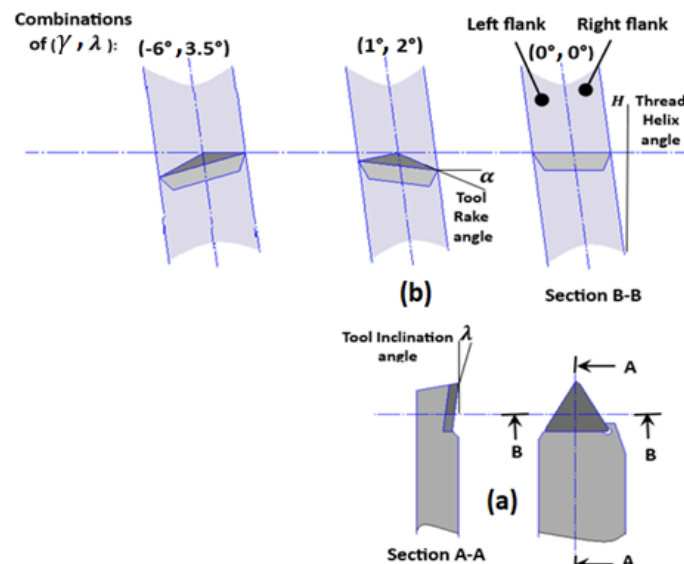 Combinations
of (γ , λ):
(-6° , 3.5°)
(1° , 2°)
Left flank
Right flank
(0° , 0°)
H Thread
Helix
angle
α
Tool
Rake
angle
(b)
Section B-B
Tool Inclination λ
angle
A
B
B
(a)
Section A-A
A